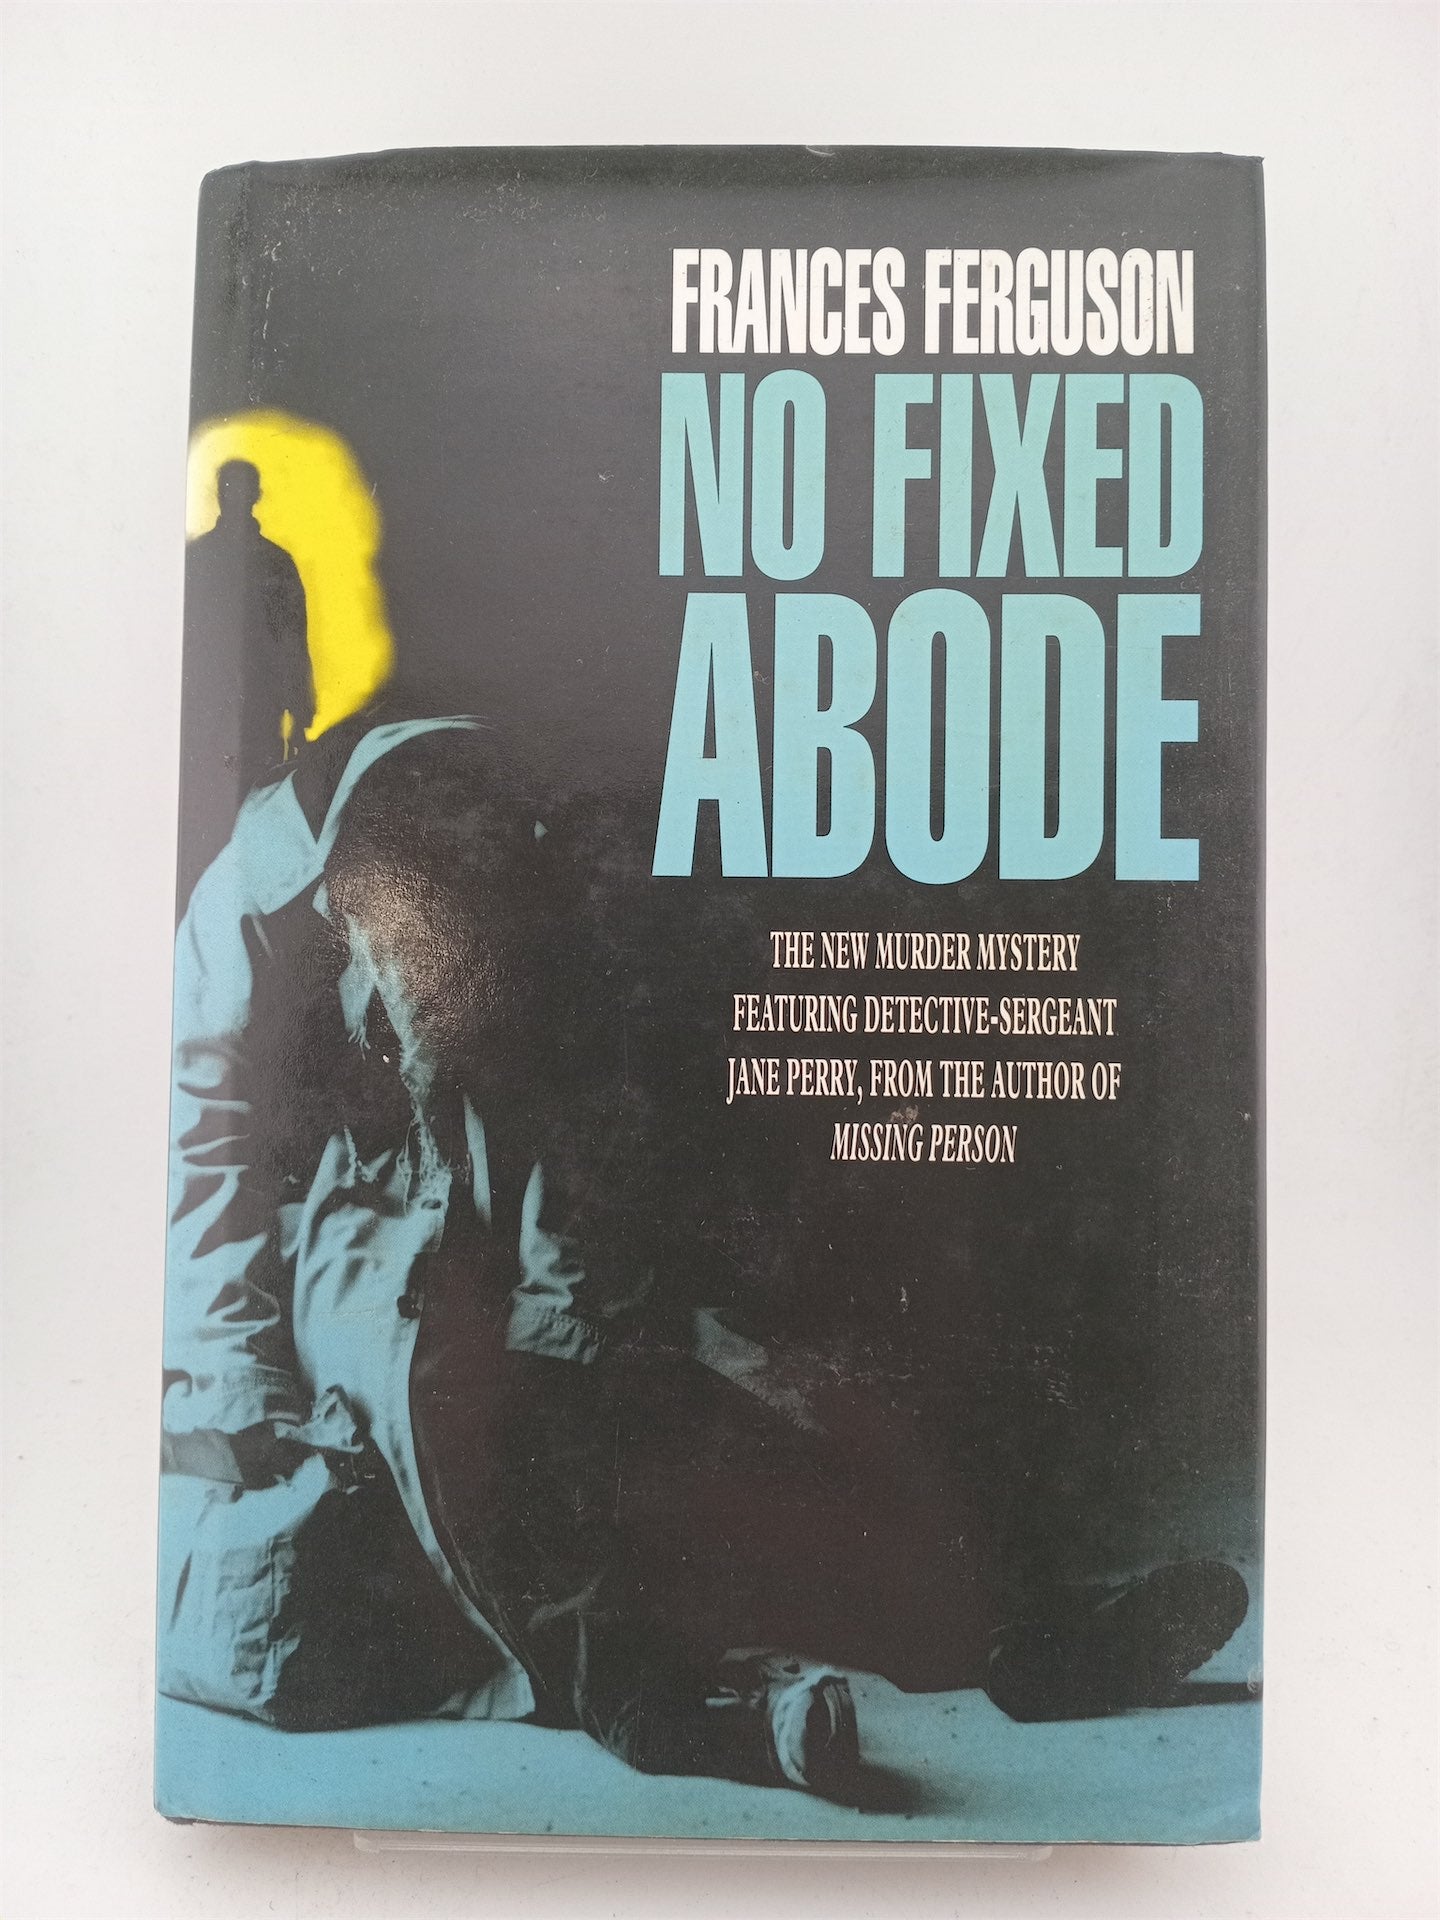 FRANCES FERGUSON
NO FIXED
ABODE
THE NEW MURDER MYSTERY
FEATURING DETECTIVE-SERGEANT
JANE PERRY, FROM THE AUTHOR OF
MISSING PERSON